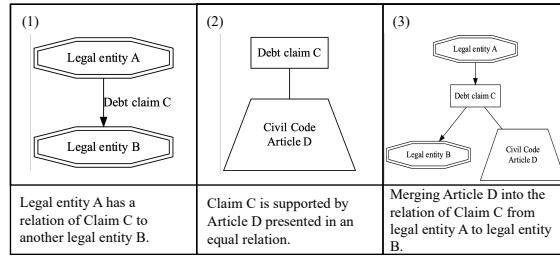 (1)
Legal entity A
Debt claim C
Legal entity B
(2)
Debt claim C
Civil Code
Article D
(3)
Legal entity A
Debt claim C
Legal entity B
Civil Code
Article D
Legal entity A has a
relation of Claim C to
another legal entity B.
Claim C is supported by
Article D presented in an
equal relation.
Merging Article D into the
relation of Claim C from
legal entity A to legal entity
B.